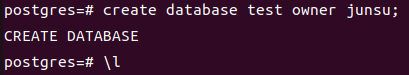 postgres=# create database test owner junsu;
CREATE DATABASE
postgres=# \l